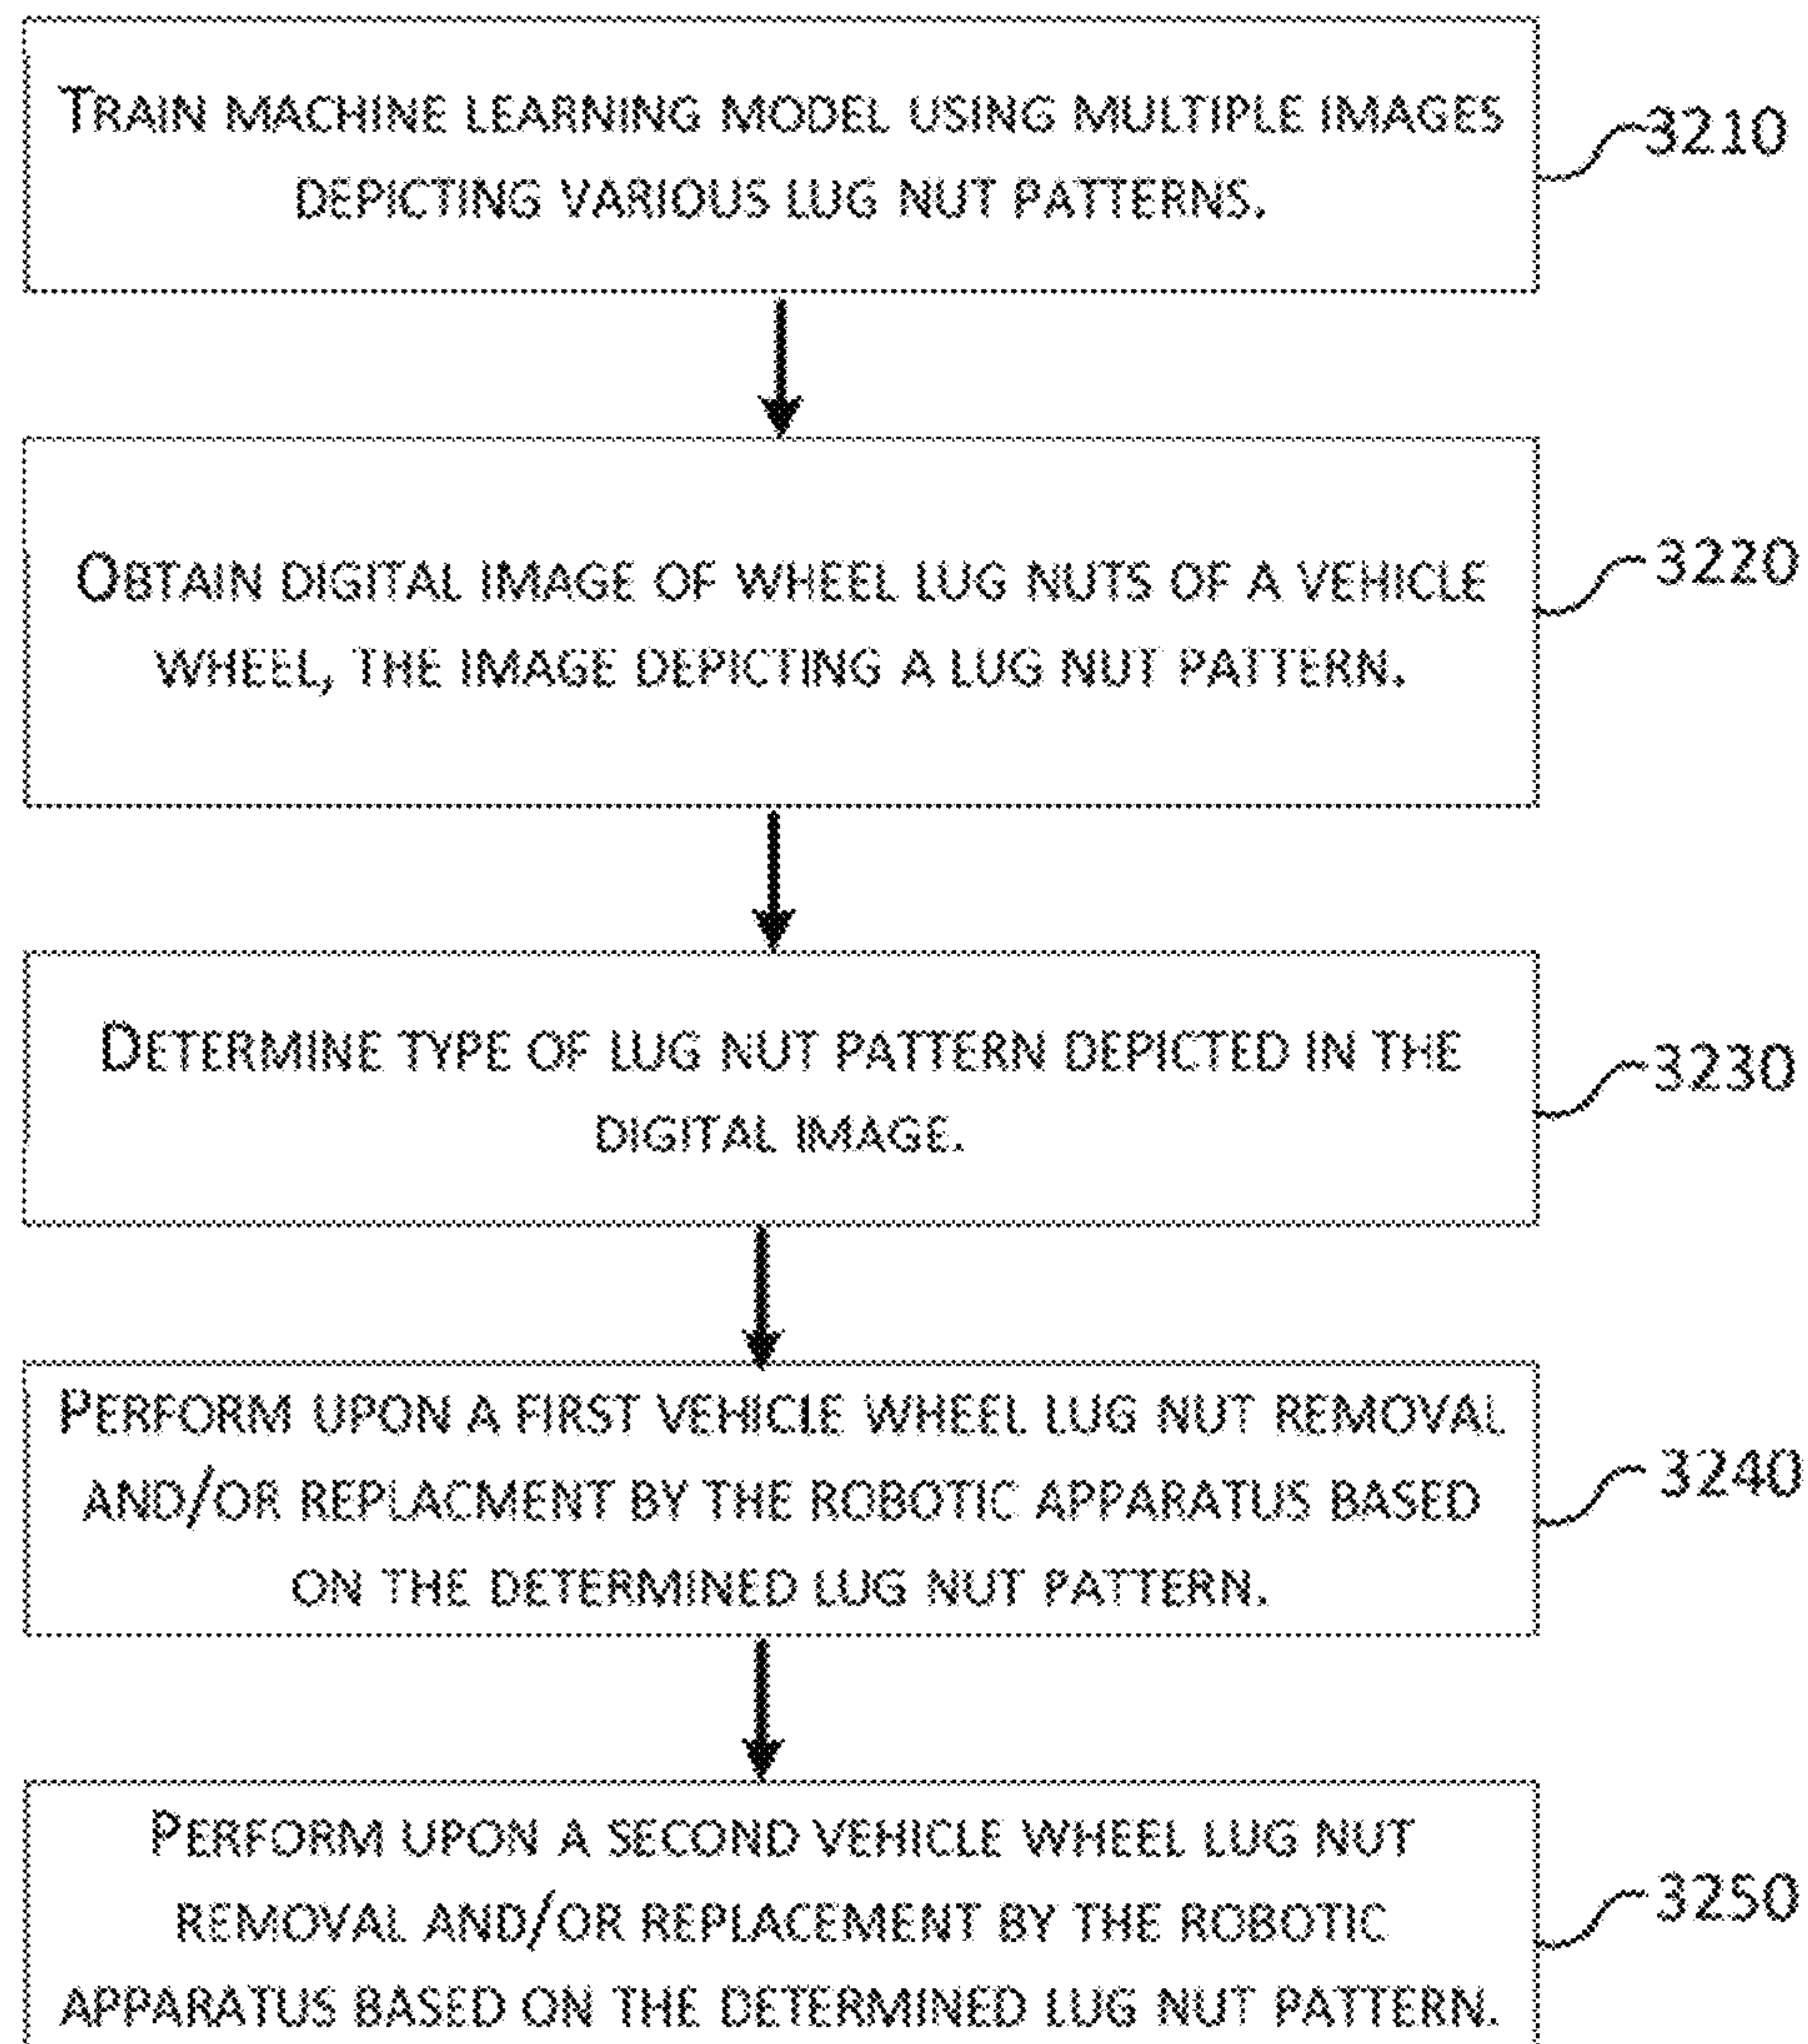 TRAIN MACHINE LEARNING MODEL USING MULTIPLE IMAGES
DEPICTING VARIOUS LUG NUT PATTERNS.
3210
OBTAIN DIGITAL IMAGE OF WHEEL LUG NUTS OF A VEHICLE
WHEEL, THE IMAGE DEPICTING A LUG NUT PATTERN.
3220
DETERMINE TYPE OF LUG NUT PATTERN DEPICTED IN THE
DIGITAL IMAGE.
3230
PERFORM UPON A FIRST VEHICLE WHEEL LUG NUT REMOVAL
AND/OR REPLACMENT BY THE ROBOTIC APPARATUS BASED
ON THE DETERMINED LUG NUT PATTERN.
3240
PERFORM UPON A SECOND VEHICLE WHEEL LUG NUT
REMOVAL AND/OR REPLACEMENT BY THE ROBOTIC
APPARATUS BASED ON THE DETERMINED LUG NUT PATTERN.
3250